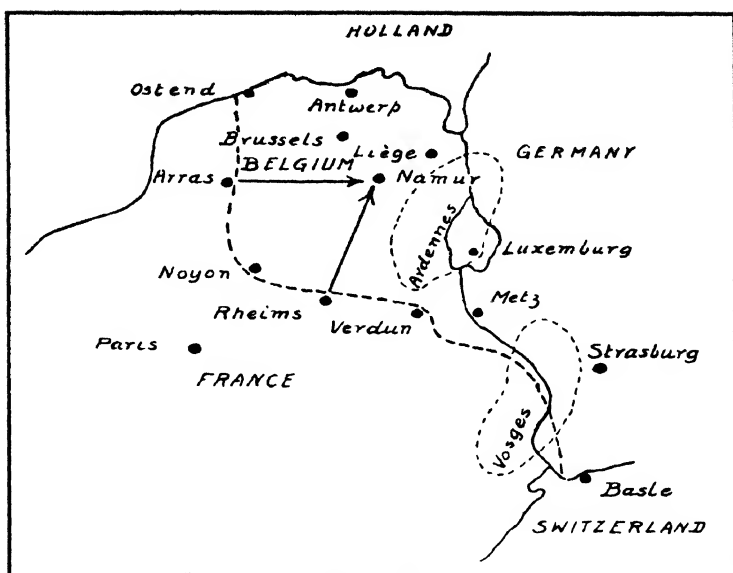 HOLLAND
Ostend
Antwerp
Brussels
Liège
GERMANY
BELGIUM
Arras
Namur
Ardennes
Luxemburg
Noyon
Rheims
Verdun
Metz
Paris
Strasburg
FRANCE
Vosges
Basle
SWITZERLAND